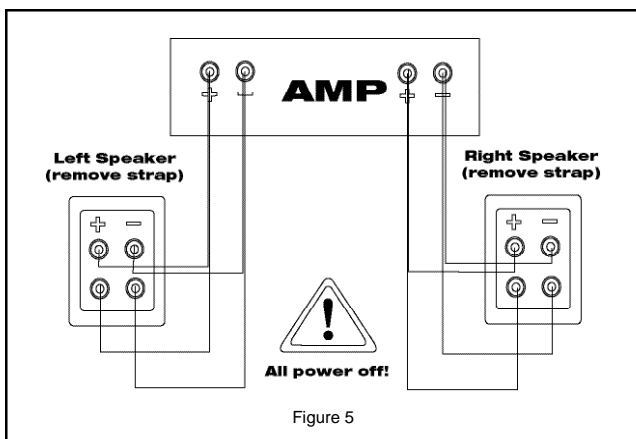 AMP
+ − + −
Left Speaker
(remove strap)
Right Speaker
(remove strap)
+ −
+ −
!
All power off!
Figure 5